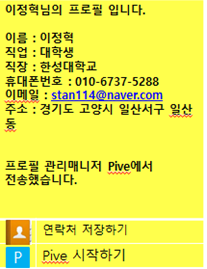 이정혁님의 프로필 입니다.
이름 : 이정혁
직업 : 대학생
직장 : 한성대학교
휴대폰번호 : 010-6737-5288
이메일 : stan114@naver.com
주소 : 경기도 고양시 일산서구 일산
동
프로필 관리매니저 Pive에서
전송했습니다.
연락처 저장하기
P Pive 시작하기